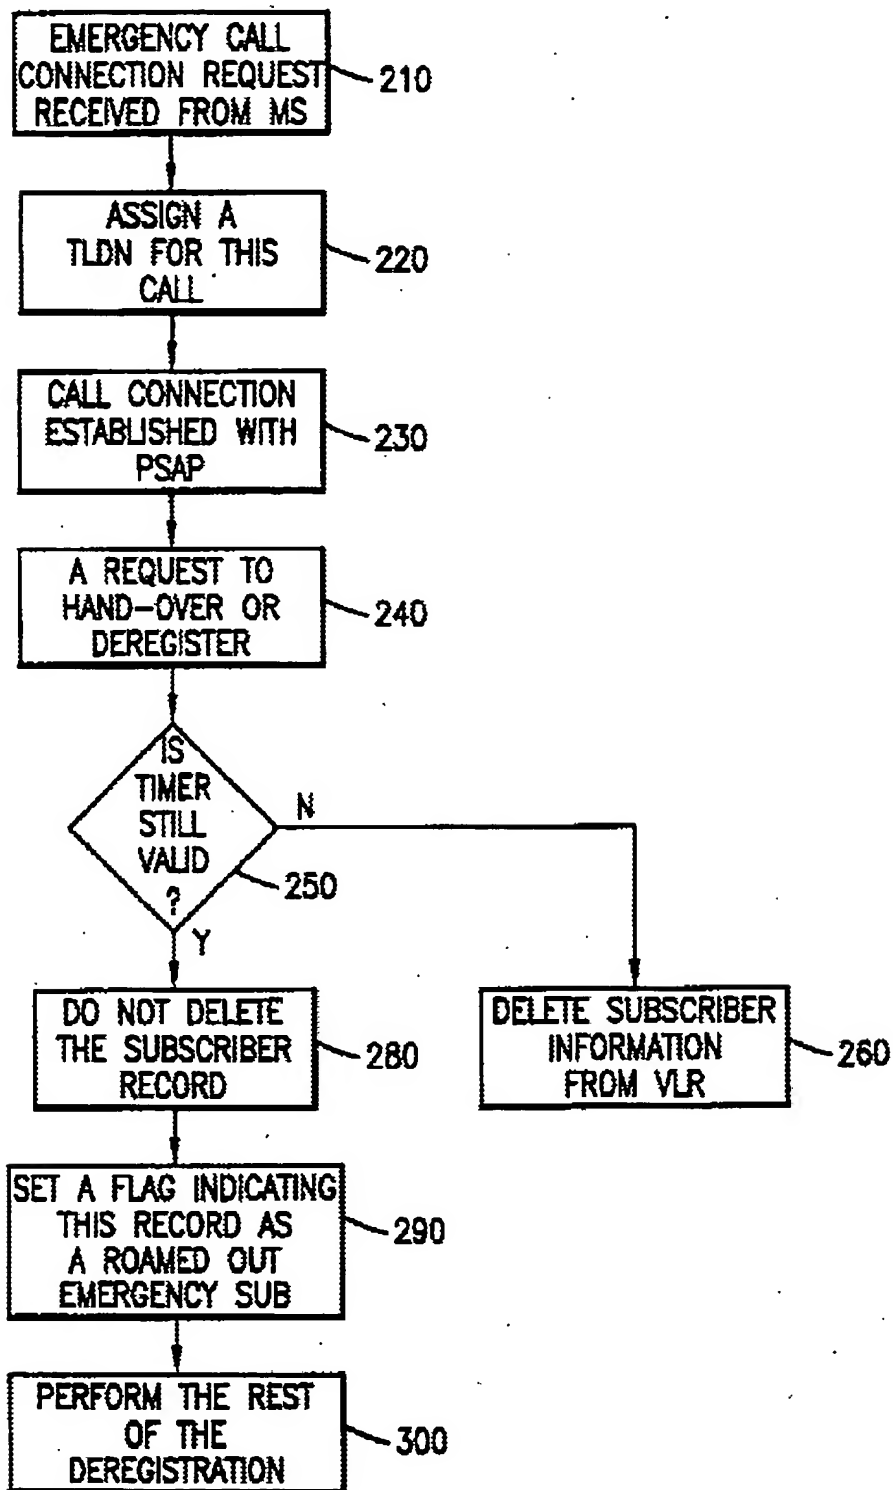 EMERGENCY CALL
CONNECTION REQUEST
RECEIVED FROM MS
210
ASSIGN A
TLDN FOR THIS
CALL
220
CALL CONNECTION
ESTABLISHED WITH
PSAP
230
A REQUEST TO
HAND-OVER OR
DEREGISTER
240
IS
TIMER
STILL
VALID
?
250
N
Y
DO NOT DELETE
THE SUBSCRIBER
RECORD
280
DELETE SUBSCRIBER
INFORMATION
FROM VLR
260
SET A FLAG INDICATING
THIS RECORD AS
A ROAMED OUT
EMERGENCY SUB
290
PERFORM THE REST
OF THE
DEREGISTRATION
300